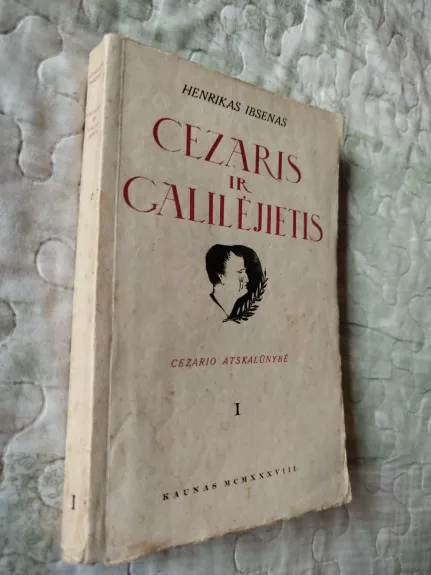 HENRIKAS IBSENAS
CEZARIS
IR
GALILĖJIETIS
CEZARIO ATSKALŪNYBĖ
I
KAUNAS MCMXXXVIII
I